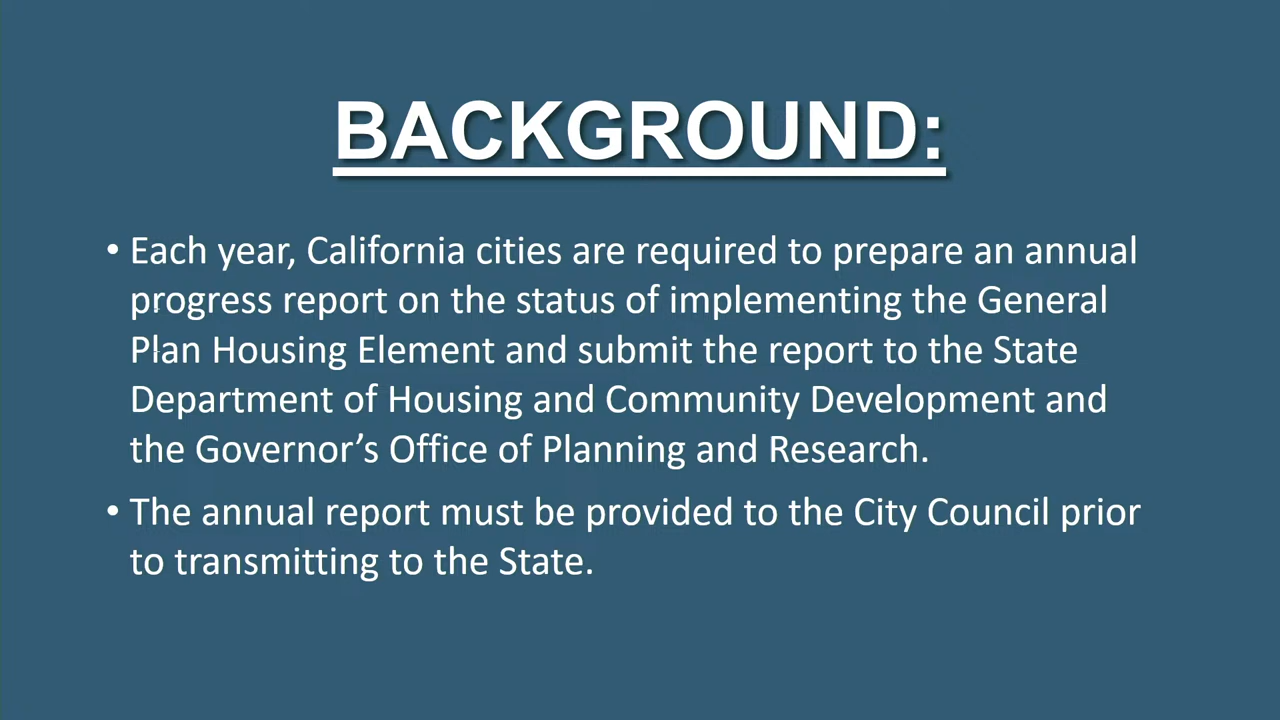 BACKGROUND:
• Each year, California cities are required to prepare an annual
progress report on the status of implementing the General
Plan Housing Element and submit the report to the State
Department of Housing and Community Development and
the Governor’s Office of Planning and Research.
• The annual report must be provided to the City Council prior
to transmitting to the State.